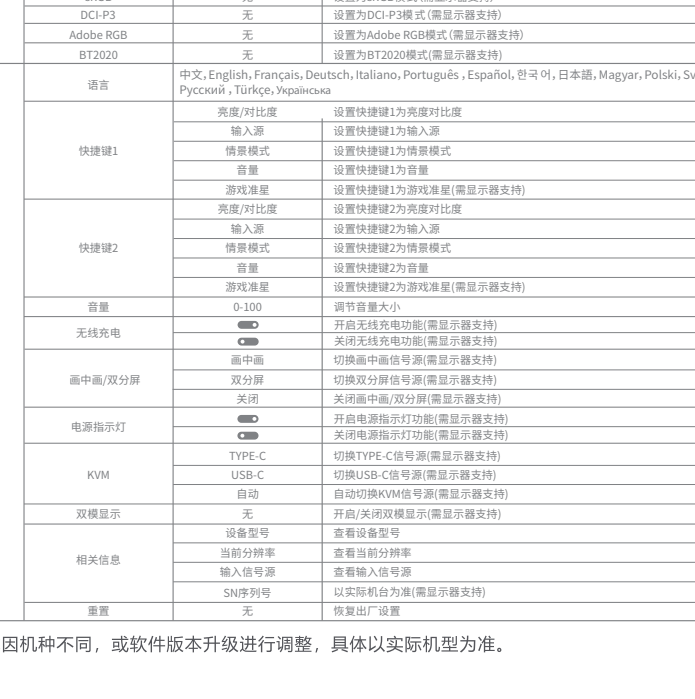 DCI-P3 无 设置为DCI-P3模式(需显示器支持)
Adobe RGB 无 设置为Adobe RGB模式(需显示器支持)
BT2020 无 设置为BT2020模式(需显示器支持)
语言 中文, English, Français, Deutsch, Italiano, Português , Español, 한국어, 日本語, Magyar, Polski, Sv
Русский , Türkçe, Українська
快捷键1
亮度/对比度 设置快捷键1为亮度对比度
输入源 设置快捷键1为输入源
情景模式 设置快捷键1为情景模式
音量 设置快捷键1为音量
游戏准星 设置快捷键1为游戏准星(需显示器支持)
快捷键2
亮度/对比度 设置快捷键2为亮度对比度
输入源 设置快捷键2为输入源
情景模式 设置快捷键2为情景模式
音量 设置快捷键2为音量
游戏准星 设置快捷键2为游戏准星(需显示器支持)
音量 0-100 调节音量大小
无线充电
开启无线充电功能(需显示器支持)
关闭无线充电功能(需显示器支持)
画中画/双分屏
画中画 切换画中画信号源(需显示器支持)
双分屏 切换双分屏信号源(需显示器支持)
关闭 关闭画中画/双分屏(需显示器支持)
电源指示灯
开启电源指示灯功能(需显示器支持)
关闭电源指示灯功能(需显示器支持)
KVM
TYPE-C 切换TYPE-C信号源(需显示器支持)
USB-C 切换USB-C信号源(需显示器支持)
自动 自动切换KVM信号源(需显示器支持)
双模显示 无 开启/关闭双模显示(需显示器支持)
相关信息
设备型号 查看设备型号
当前分辨率 查看当前分辨率
输入信号源 查看输入信号源
SN序列号 以实际机台为准(需显示器支持)
重置 无 恢复出厂设置
因机种不同，或软件版本升级进行调整，具体以实际机型为准。